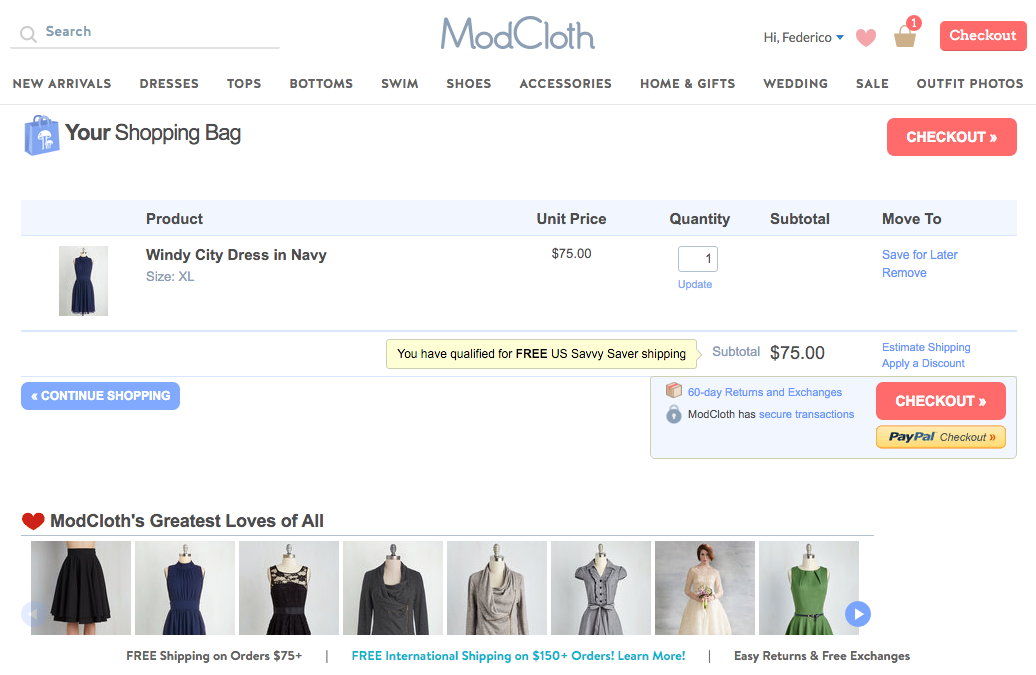 Search
ModCloth
Hi, Federico
1
Checkout
NEW ARRIVALS DRESSES TOPS BOTTOMS SWIM SHOES ACCESSORIES HOME & GIFTS WEDDING SALE OUTFIT PHOTOS
Your Shopping Bag
CHECKOUT »
Product Unit Price Quantity Subtotal Move To
Windy City Dress in Navy $75.00 1 Save for Later
Size: XL Remove
Update
You have qualified for FREE US Savvy Saver shipping Subtotal $75.00 Estimate Shipping
Apply a Discount
« CONTINUE SHOPPING
60-day Returns and Exchanges
ModCloth has secure transactions
CHECKOUT »
PayPal Checkout »
ModCloth's Greatest Loves of All
FREE Shipping on Orders $75+ | FREE International Shipping on $150+ Orders! Learn More! | Easy Returns & Free Exchanges